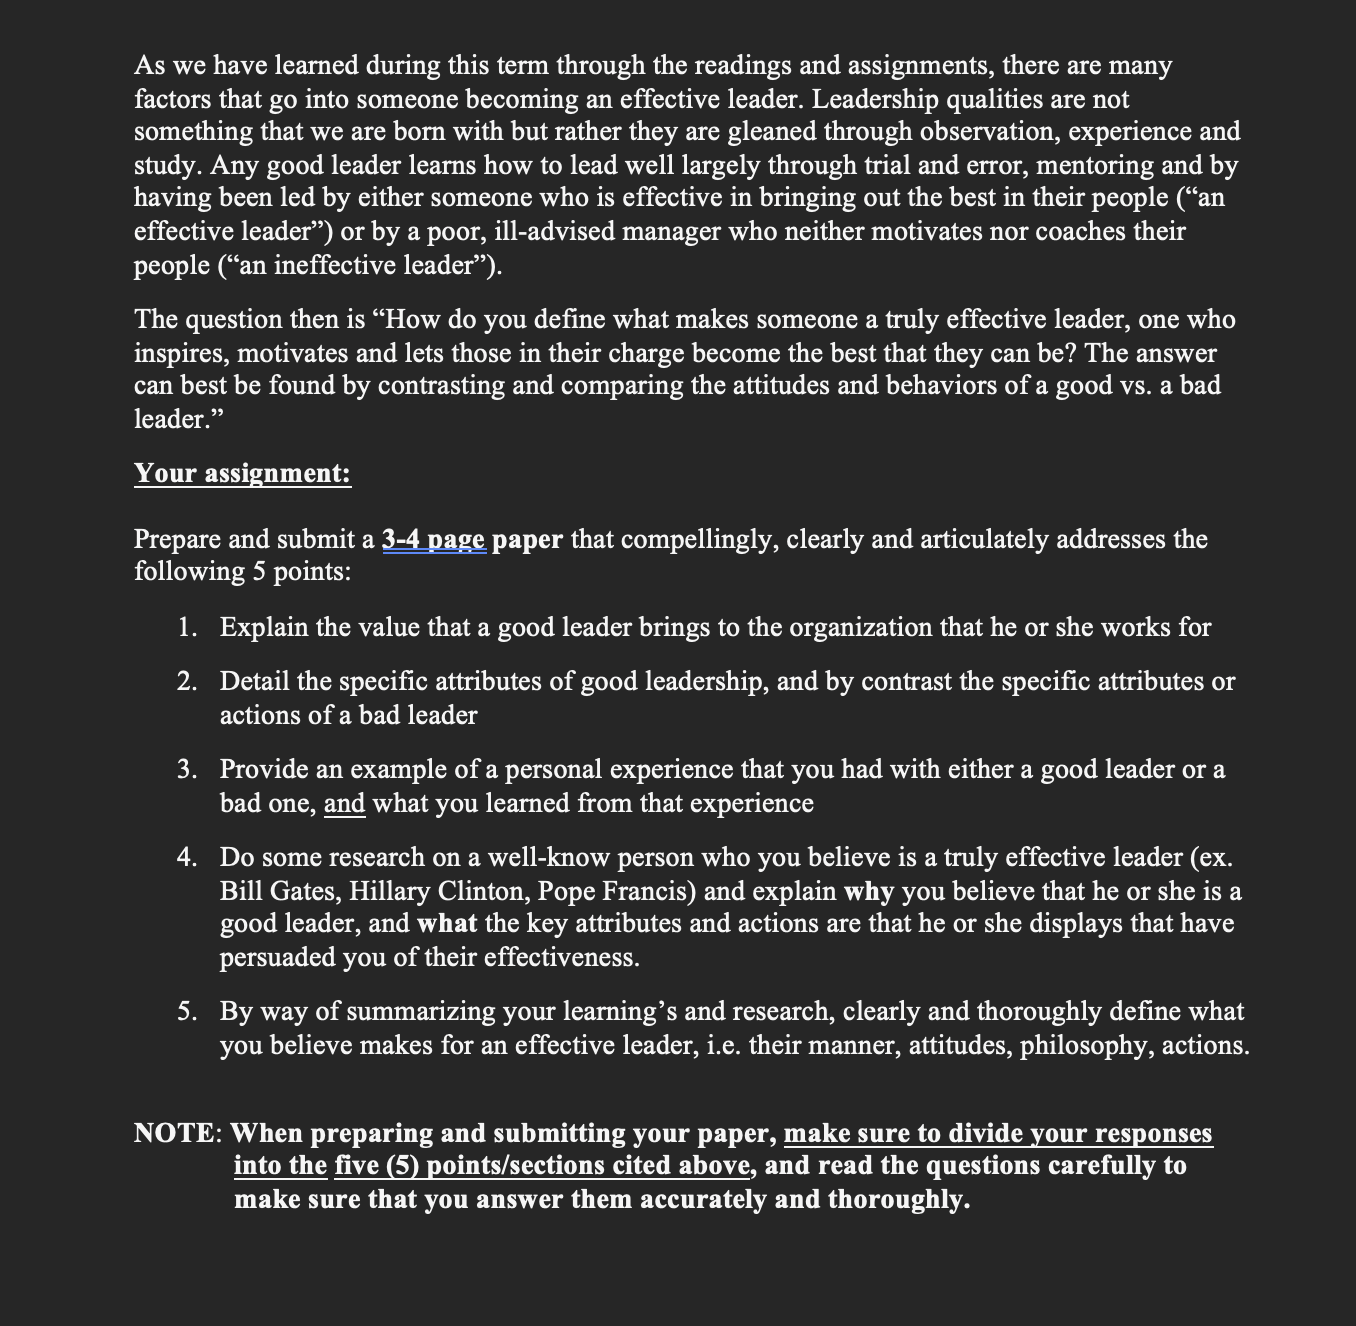 As we have learned during this term through the readings and assignments, there are many
factors that go into someone becoming an effective leader. Leadership qualities are not
something that we are born with but rather they are gleaned through observation, experience and
study. Any good leader learns how to lead well largely through trial and error, mentoring and by
having been led by either someone who is effective in bringing out the best in their people (“an
effective leader”) or by a poor, ill-advised manager who neither motivates nor coaches their
people (“an ineffective leader”).
The question then is “How do you define what makes someone a truly effective leader, one who
inspires, motivates and lets those in their charge become the best that they can be? The answer
can best be found by contrasting and comparing the attitudes and behaviors of a good vs. a bad
leader.”
Your assignment:
Prepare and submit a 3-4 page paper that compellingly, clearly and articulately addresses the
following 5 points:
1. Explain the value that a good leader brings to the organization that he or she works for
2. Detail the specific attributes of good leadership, and by contrast the specific attributes or
actions of a bad leader
3. Provide an example of a personal experience that you had with either a good leader or a
bad one, and what you learned from that experience
4. Do some research on a well-know person who you believe is a truly effective leader (ex.
Bill Gates, Hillary Clinton, Pope Francis) and explain why you believe that he or she is a
good leader, and what the key attributes and actions are that he or she displays that have
persuaded you of their effectiveness.
5. By way of summarizing your learning’s and research, clearly and thoroughly define what
you believe makes for an effective leader, i.e. their manner, attitudes, philosophy, actions.
NOTE: When preparing and submitting your paper, make sure to divide your responses
into the five (5) points/sections cited above, and read the questions carefully to
make sure that you answer them accurately and thoroughly.